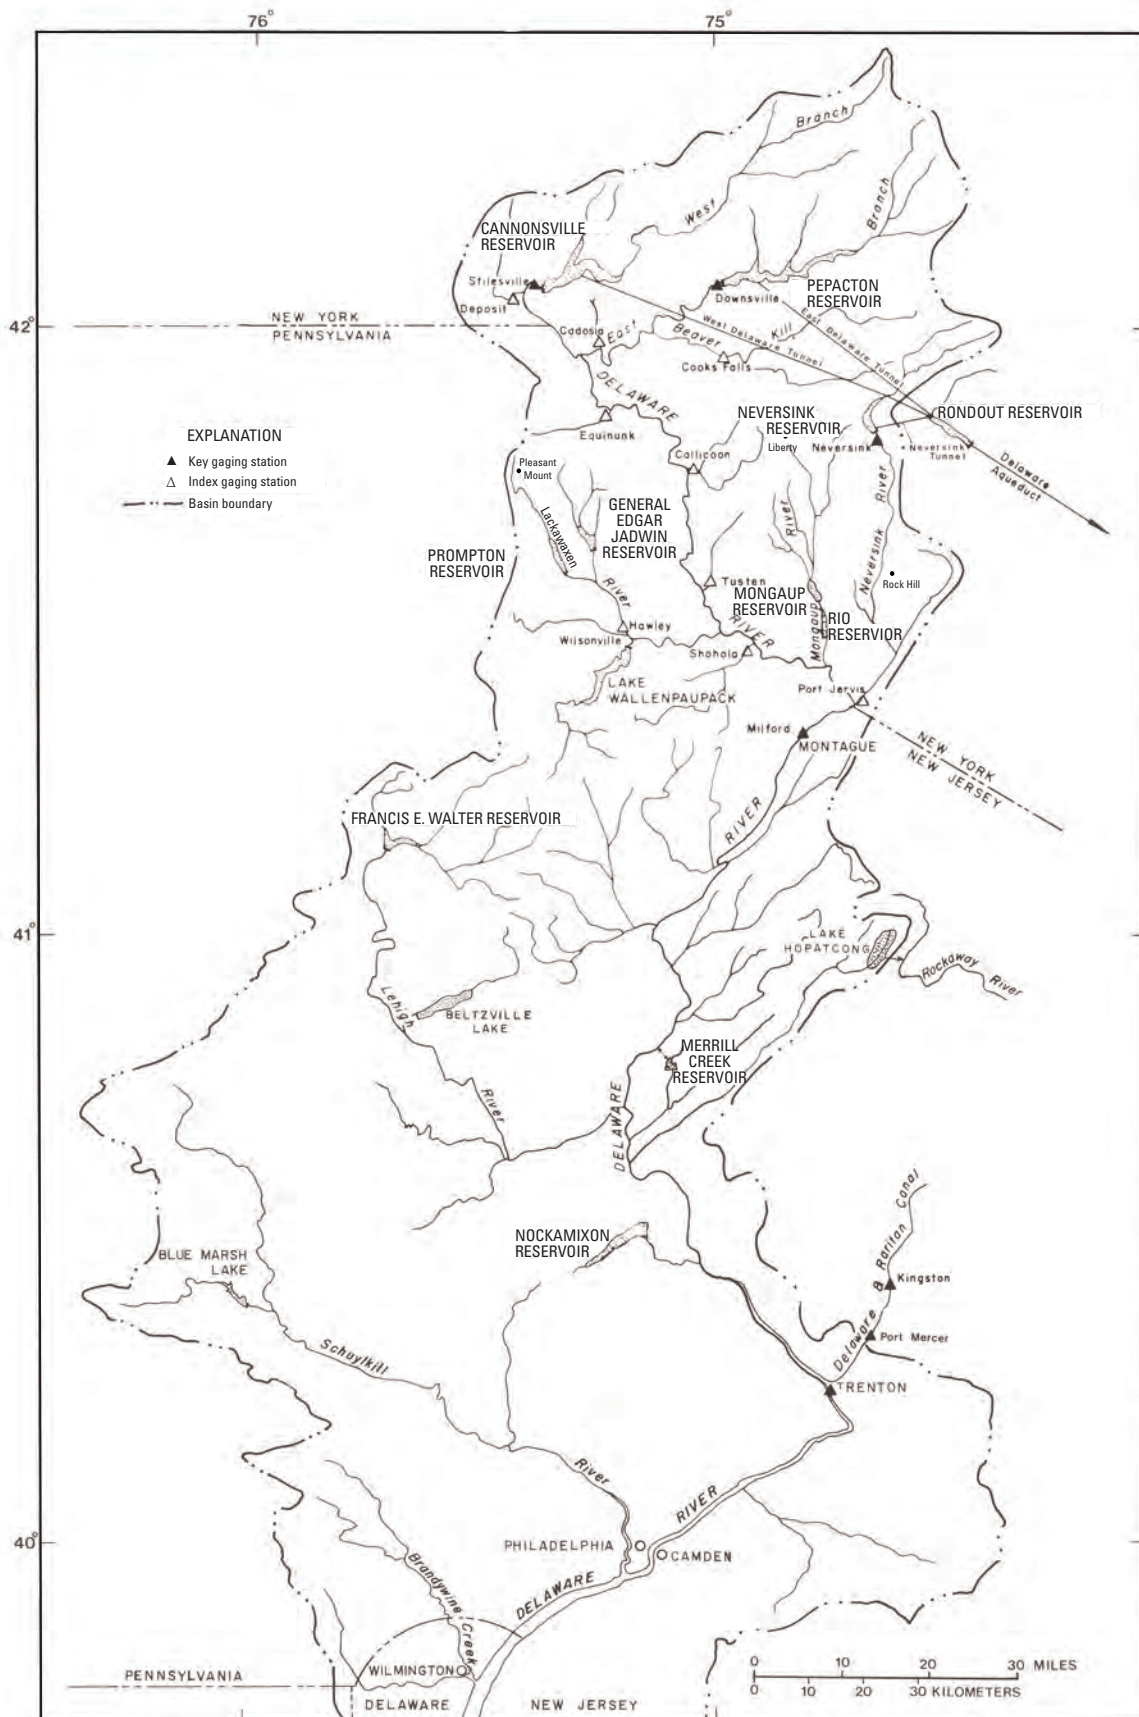 76°
75°
Branch
West
Branch
CANNONSVILLE
RESERVOIR
Stilesville
Deposit
Downsville
PEPACTON
RESERVOIR
42°
NEW YORK
PENNSYLVANIA
Cadosia
East
Beaver
Kill
West Delaware Tunnel
East Delaware Tunnel
Cooks Falls
DELAWARE
NEVERSINK
RESERVOIR
RONDOUT RESERVOIR
EXPLANATION
Key gaging station
Index gaging station
Basin boundary
Equinunk
Callicoon
Liberty
Neversink
Neversink
Tunnel
Delaware
Aqueduct
Pleasant
Mount
Lackawaxen
River
GENERAL
EDGAR
JADWIN
RESERVOIR
PROMPTON
RESERVOIR
River
Neversink River
Rock Hill
Tusten
MONGAUP
RESERVOIR
Mongaup
RIO
RESERVIOR
RIVER
Hawley
Wilsonville
Shohola
LAKE
WALLENPAUPACK
Port Jervis
Milford
MONTAGUE
NEW YORK
NEW JERSEY
RIVER
FRANCIS E. WALTER RESERVOIR
41°
LAKE
HOPATCONG
Rockaway
River
Lehigh
BELTZVILLE
LAKE
MERRILL
CREEK
RESERVOIR
River
DELAWARE
NOCKAMIXON
RESERVOIR
BLUE MARSH
LAKE
Delaware & Raritan Canal
Kingston
Port Mercer
Schuylkill
TRENTON
River
RIVER
40°
PHILADELPHIA
CAMDEN
Brandywine Creek
DELAWARE
WILMINGTON
PENNSYLVANIA
DELAWARE
NEW JERSEY
0 10 20 30 MILES
0 10 20 30 KILOMETERS